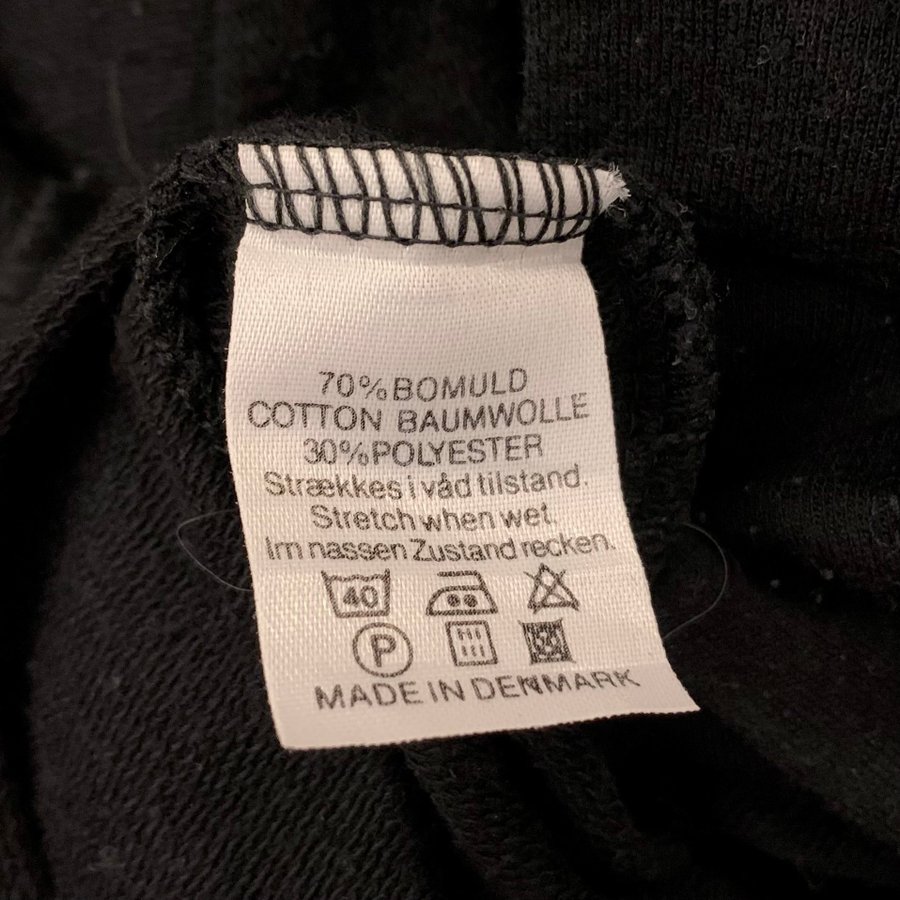 70% BOMULD
COTTON BAUMWOLLE
30% POLYESTER
Strækkes i våd tilstand.
Stretch when wet.
Im nassen Zustand recken.
40
P
MADE IN DENMARK